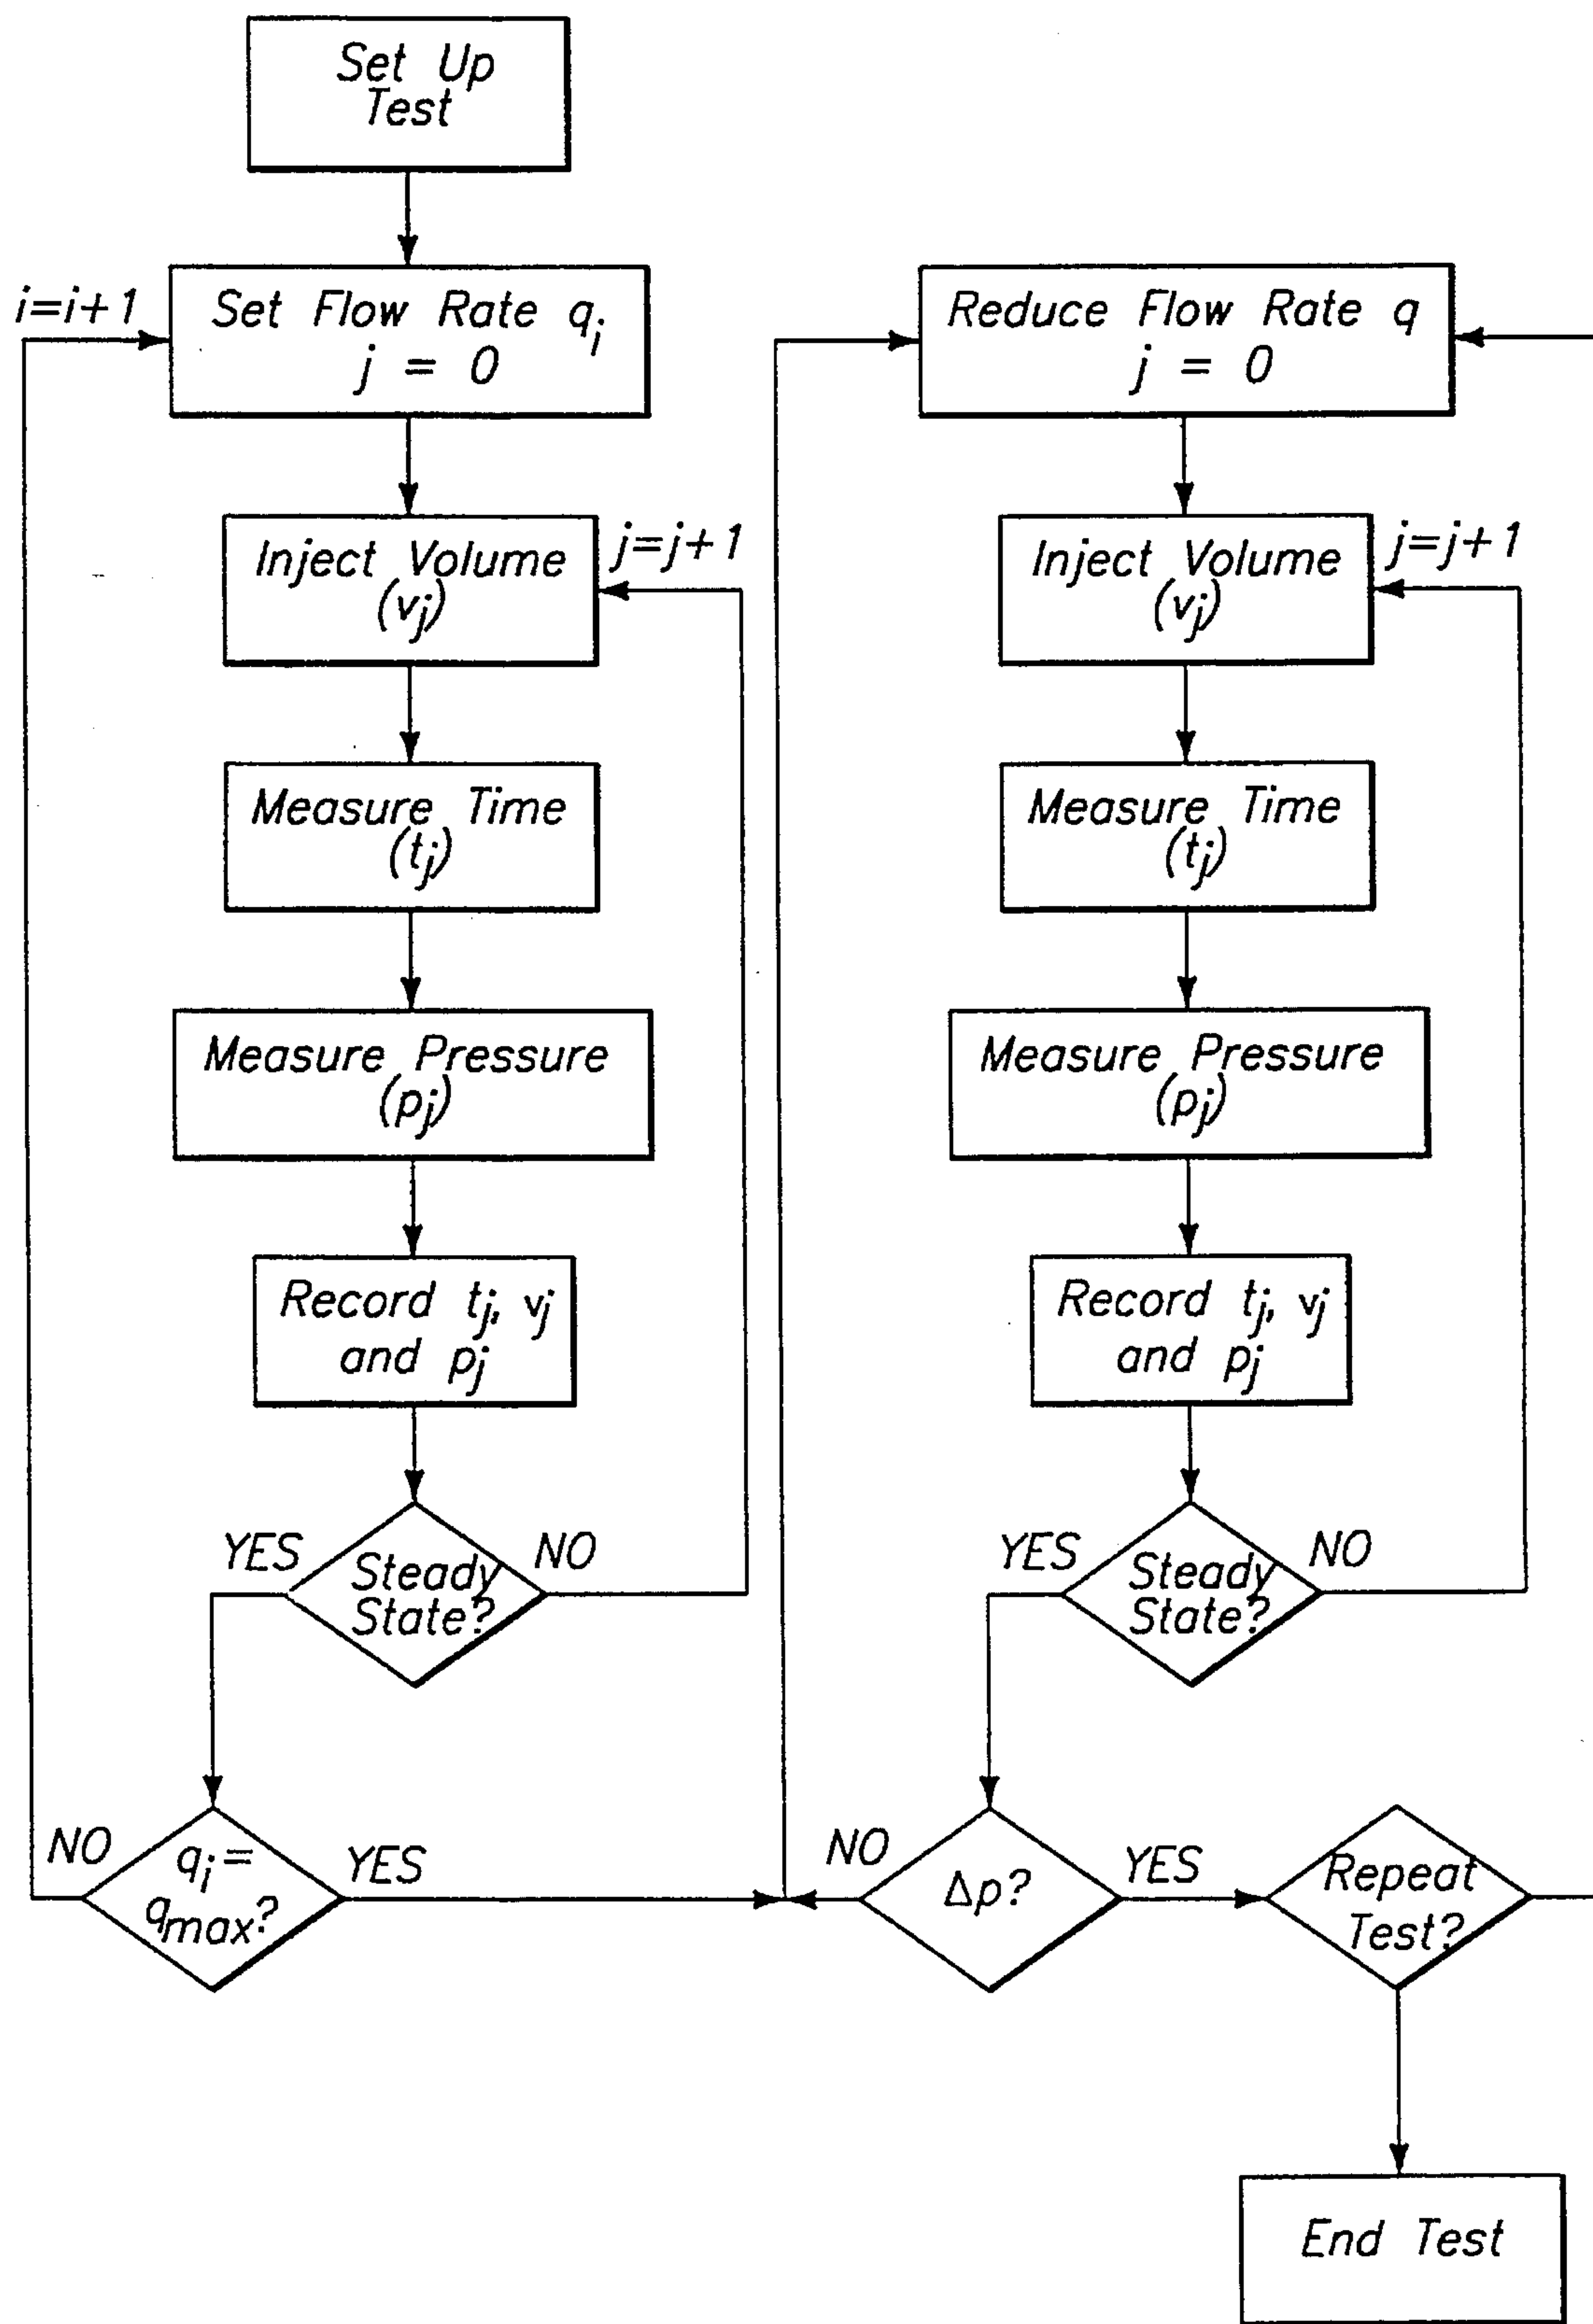 Set Up
Test
i=i+1
Set Flow Rate qi
j = 0
Inject Volume
(vj)
j=j+1
Measure Time
(tj)
Measure Pressure
(pj)
Record tj, vj
and pj
YES
Steady
State?
NO
NO
qi =
qmax?
YES
Reduce Flow Rate q
j = 0
Inject Volume
(vj)
j=j+1
Measure Time
(tj)
Measure Pressure
(pj)
Record tj, vj
and pj
YES
Steady
State?
NO
NO
Δp?
YES
Repeat
Test?
End Test